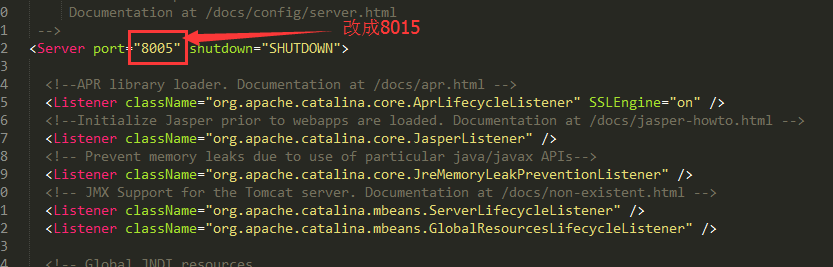 Documentation at /docs/config/server.html
1 -->
改成8015
2 <Server port="8005" shutdown="SHUTDOWN">
3
4 <!--APR library loader. Documentation at /docs/apr.html -->
5 <Listener className="org.apache.catalina.core.AprLifecycleListener" SSLEngine="on" />
6 <!--Initialize Jasper prior to webapps are loaded. Documentation at /docs/jasper-howto.html -->
7 <Listener className="org.apache.catalina.core.JasperListener" />
8 <!-- Prevent memory leaks due to use of particular java/javax APIs-->
9 <Listener className="org.apache.catalina.core.JreMemoryLeakPreventionListener" />
0 <!-- JMX Support for the Tomcat server. Documentation at /docs/non-existent.html -->
1 <Listener className="org.apache.catalina.mbeans.ServerLifecycleListener" />
2 <Listener className="org.apache.catalina.mbeans.GlobalResourcesLifecycleListener" />
3
4 <!-- Global JNDI resources